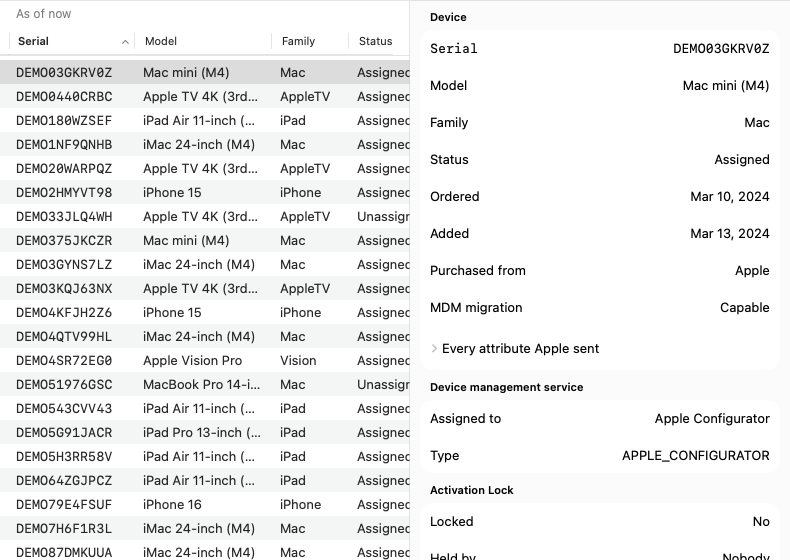 As of now
Serial Model Family Status
DEMO03GKRV0Z Mac mini (M4) Mac Assigned
DEMO0440CRBC Apple TV 4K (3rd... AppleTV Assigned
DEMO180WZSEF iPad Air 11-inch (... iPad Assigned
DEMO1NF9QNHB iMac 24-inch (M4) Mac Assigned
DEMO20WARPQZ Apple TV 4K (3rd... AppleTV Assigned
DEMO2HMYVT98 iPhone 15 iPhone Assigned
DEMO33JLQ4WH Apple TV 4K (3rd... AppleTV Unassigr
DEMO375JKCZR Mac mini (M4) Mac Assigned
DEMO3GYNS7LZ iMac 24-inch (M4) Mac Assigned
DEMO3KQJ63NX Apple TV 4K (3rd... AppleTV Assigned
DEMO4KFJH2Z6 iPhone 15 iPhone Assigned
DEMO4QTV99HL iMac 24-inch (M4) Mac Assigned
DEMO4SR72EG0 Apple Vision Pro Vision Assigned
DEMO51976GSC MacBook Pro 14-i... Mac Unassigr
DEMO543CVV43 iPad Air 11-inch (... iPad Assigned
DEMO5G91JACR iPad Pro 13-inch (... iPad Assigned
DEMO5H3RR58V iPad Air 11-inch (... iPad Assigned
DEMO64ZGJPCZ iPad Air 11-inch (... iPad Assigned
DEMO79E4FSUF iPhone 16 iPhone Assigned
DEMO7H6F1R3L iMac 24-inch (M4) Mac Assigned
DEMO87DMKUUA iMac 24-inch (M4) Mac Assigned
Device
Serial DEMO03GKRV0Z
Model Mac mini (M4)
Family Mac
Status Assigned
Ordered Mar 10, 2024
Added Mar 13, 2024
Purchased from Apple
MDM migration Capable
Every attribute Apple sent
Device management service
Assigned to Apple Configurator
Type APPLE_CONFIGURATOR
Activation Lock
Locked No
Held by Nobody